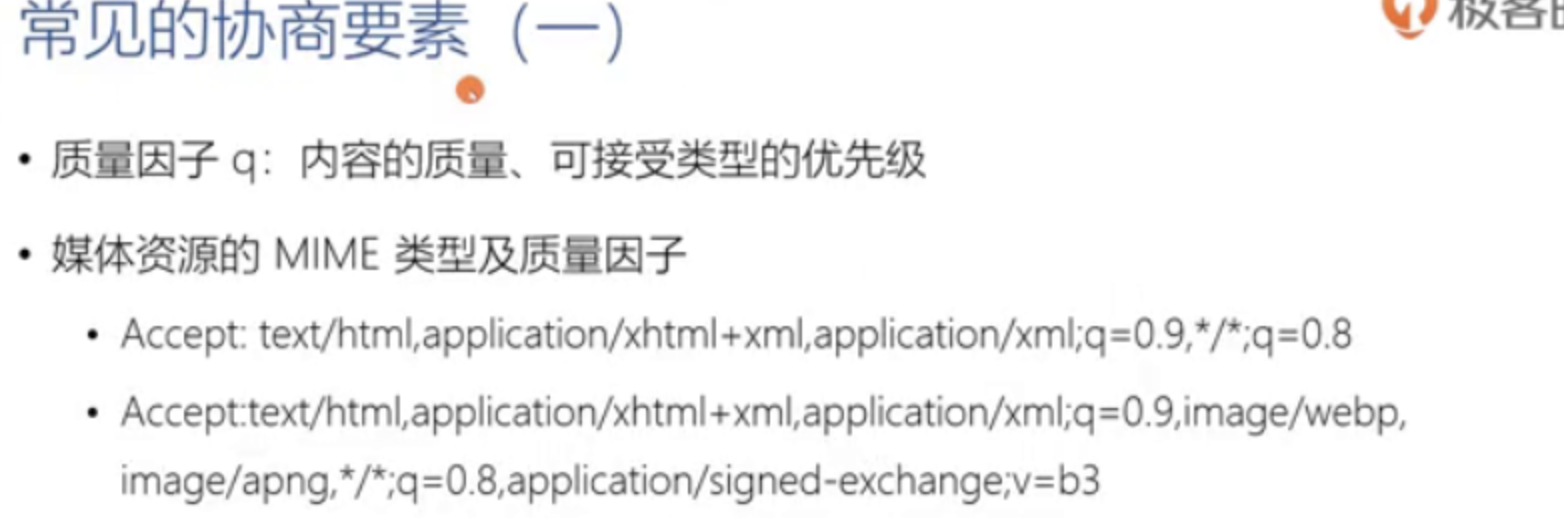 常见的协商要素（一）
极客
• 质量因子 q：内容的质量、可接受类型的优先级
• 媒体资源的 MIME 类型及质量因子
• Accept: text/html,application/xhtml+xml,application/xml;q=0.9,*/*;q=0.8
• Accept:text/html,application/xhtml+xml,application/xml;q=0.9,image/webp,
image/apng,*/*;q=0.8,application/signed-exchange;v=b3